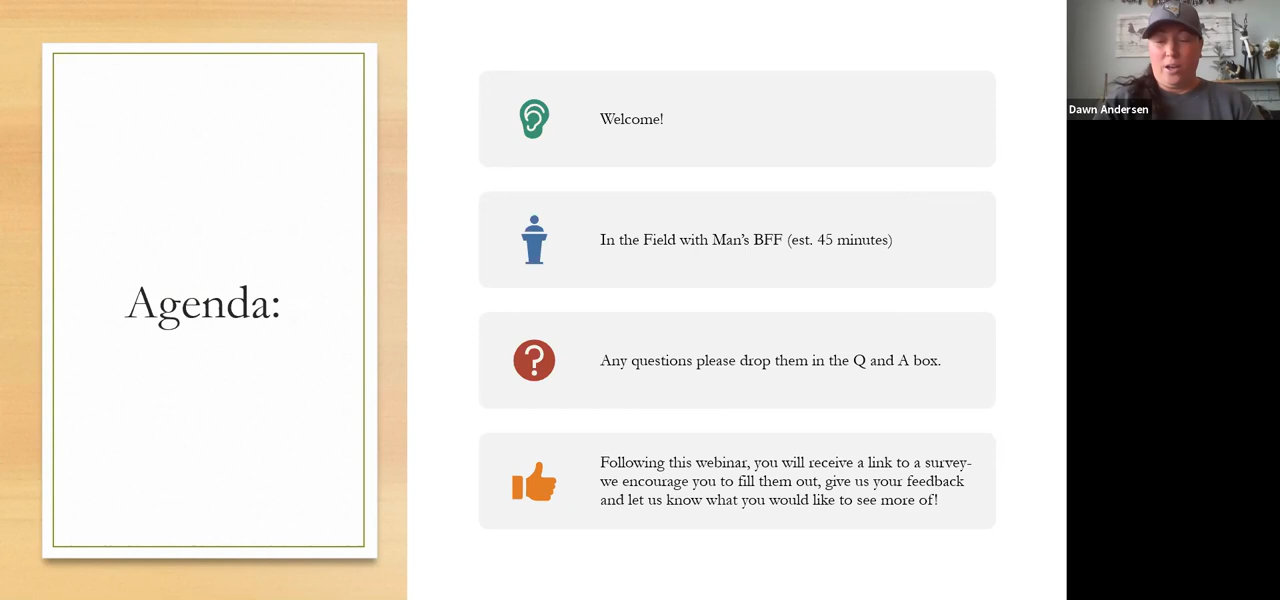 Agenda:
Welcome!
In the Field with Man’s BFF (est. 45 minutes)
Any questions please drop them in the Q and A box.
Following this webinar, you will receive a link to a survey-
we encourage you to fill them out, give us your feedback
and let us know what you would like to see more of!
Dawn Andersen